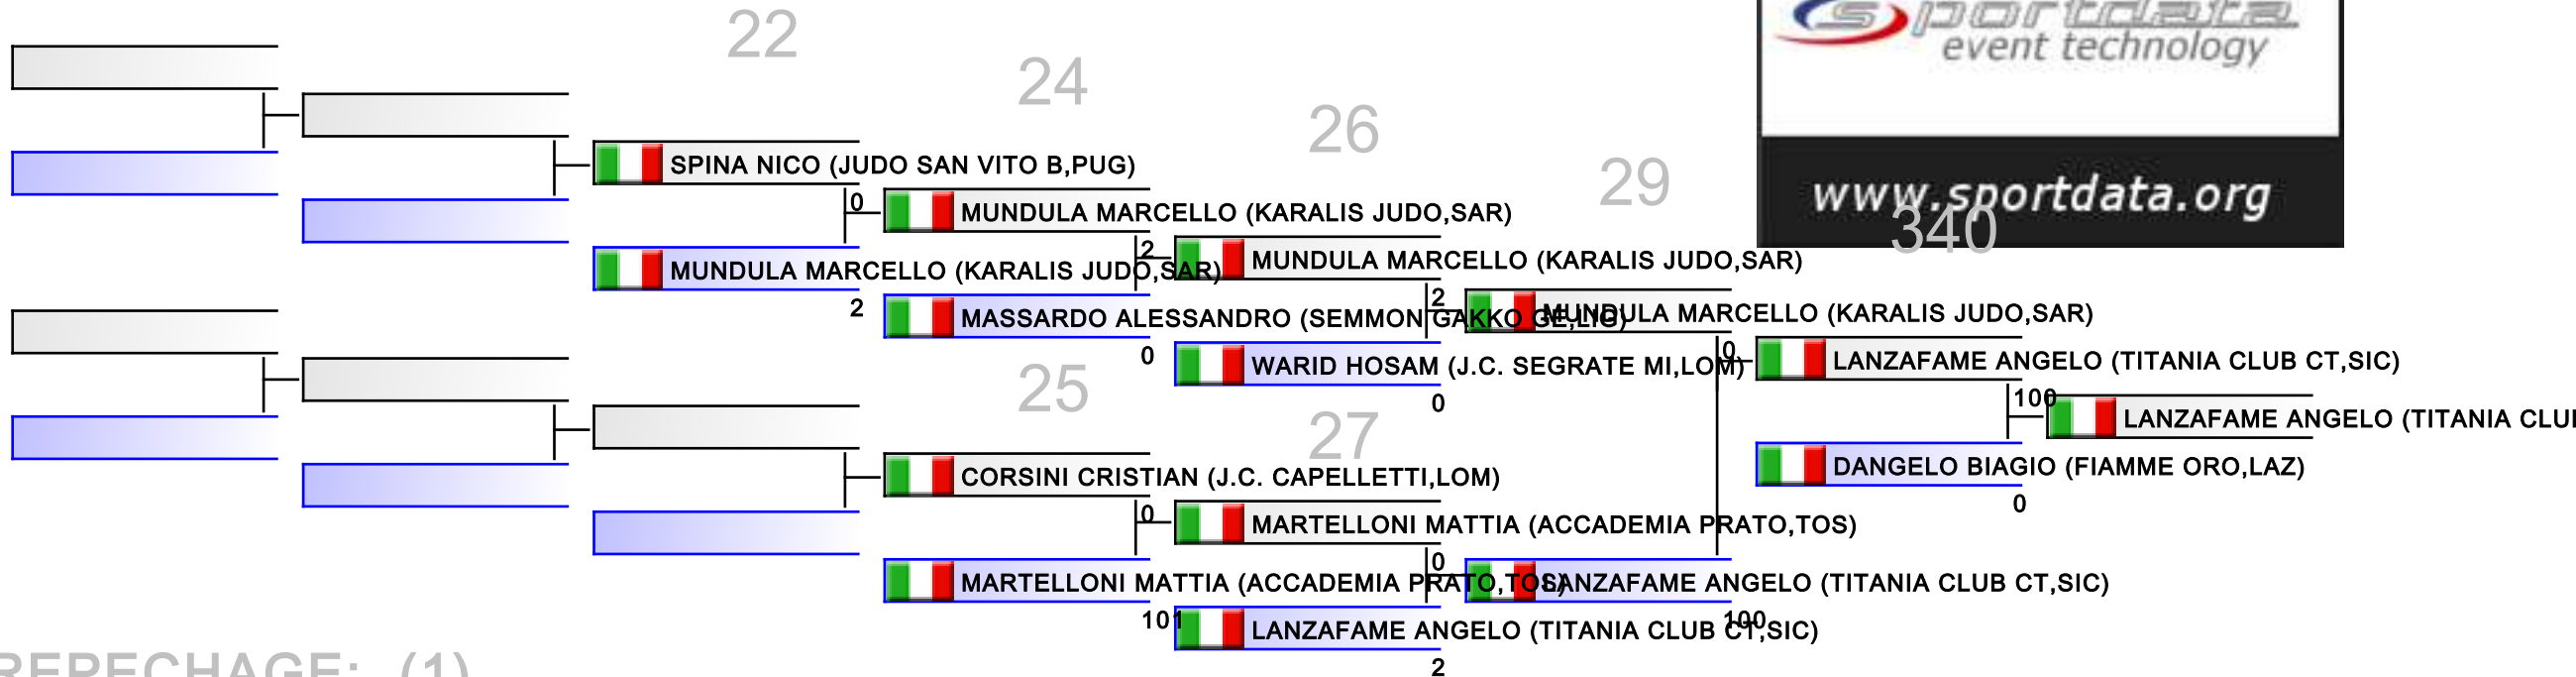 sportdata
event technology
www.sportdata.org
22
24
26
29
340
SPINA NICO (JUDO SAN VITO B,PUG)
0
MUNDULA MARCELLO (KARALIS JUDO,SAR)
2
MUNDULA MARCELLO (KARALIS JUDO,SAR)
2
MASSARDO ALESSANDRO (SEMMON GAKKO GE,LIG)
0
MUNDULA MARCELLO (KARALIS JUDO,SAR)
2
WARID HOSAM (J.C. SEGRATE MI,LOM)
0
MUNDULA MARCELLO (KARALIS JUDO,SAR)
0
LANZAFAME ANGELO (TITANIA CLUB CT,SIC)
100
LANZAFAME ANGELO (TITANIA CLU
DANGELO BIAGIO (FIAMME ORO,LAZ)
0
25
27
CORSINI CRISTIAN (J.C. CAPELLETTI,LOM)
0
MARTELLONI MATTIA (ACCADEMIA PRATO,TOS)
0
MARTELLONI MATTIA (ACCADEMIA PRATO,TOS)
101
LANZAFAME ANGELO (TITANIA CLUB CT,SIC)
100
LANZAFAME ANGELO (TITANIA CLUB CT,SIC)
2
REPECHAGE: (1)